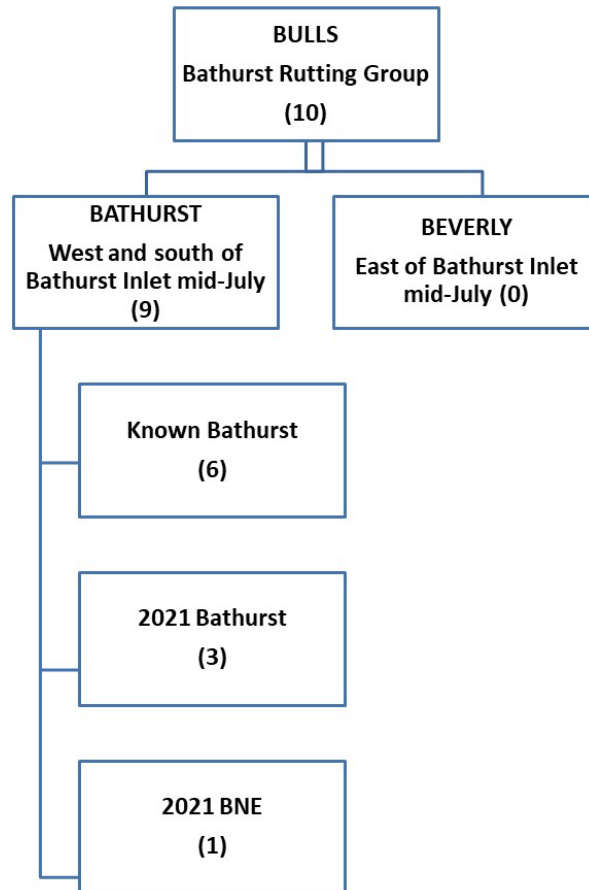 BULLS
Bathurst Rutting Group
(10)
BATHURST
West and south of
Bathurst Inlet mid-July
(9)
BEVERLY
East of Bathurst Inlet
mid-July (0)
Known Bathurst
(6)
2021 Bathurst
(3)
2021 BNE
(1)